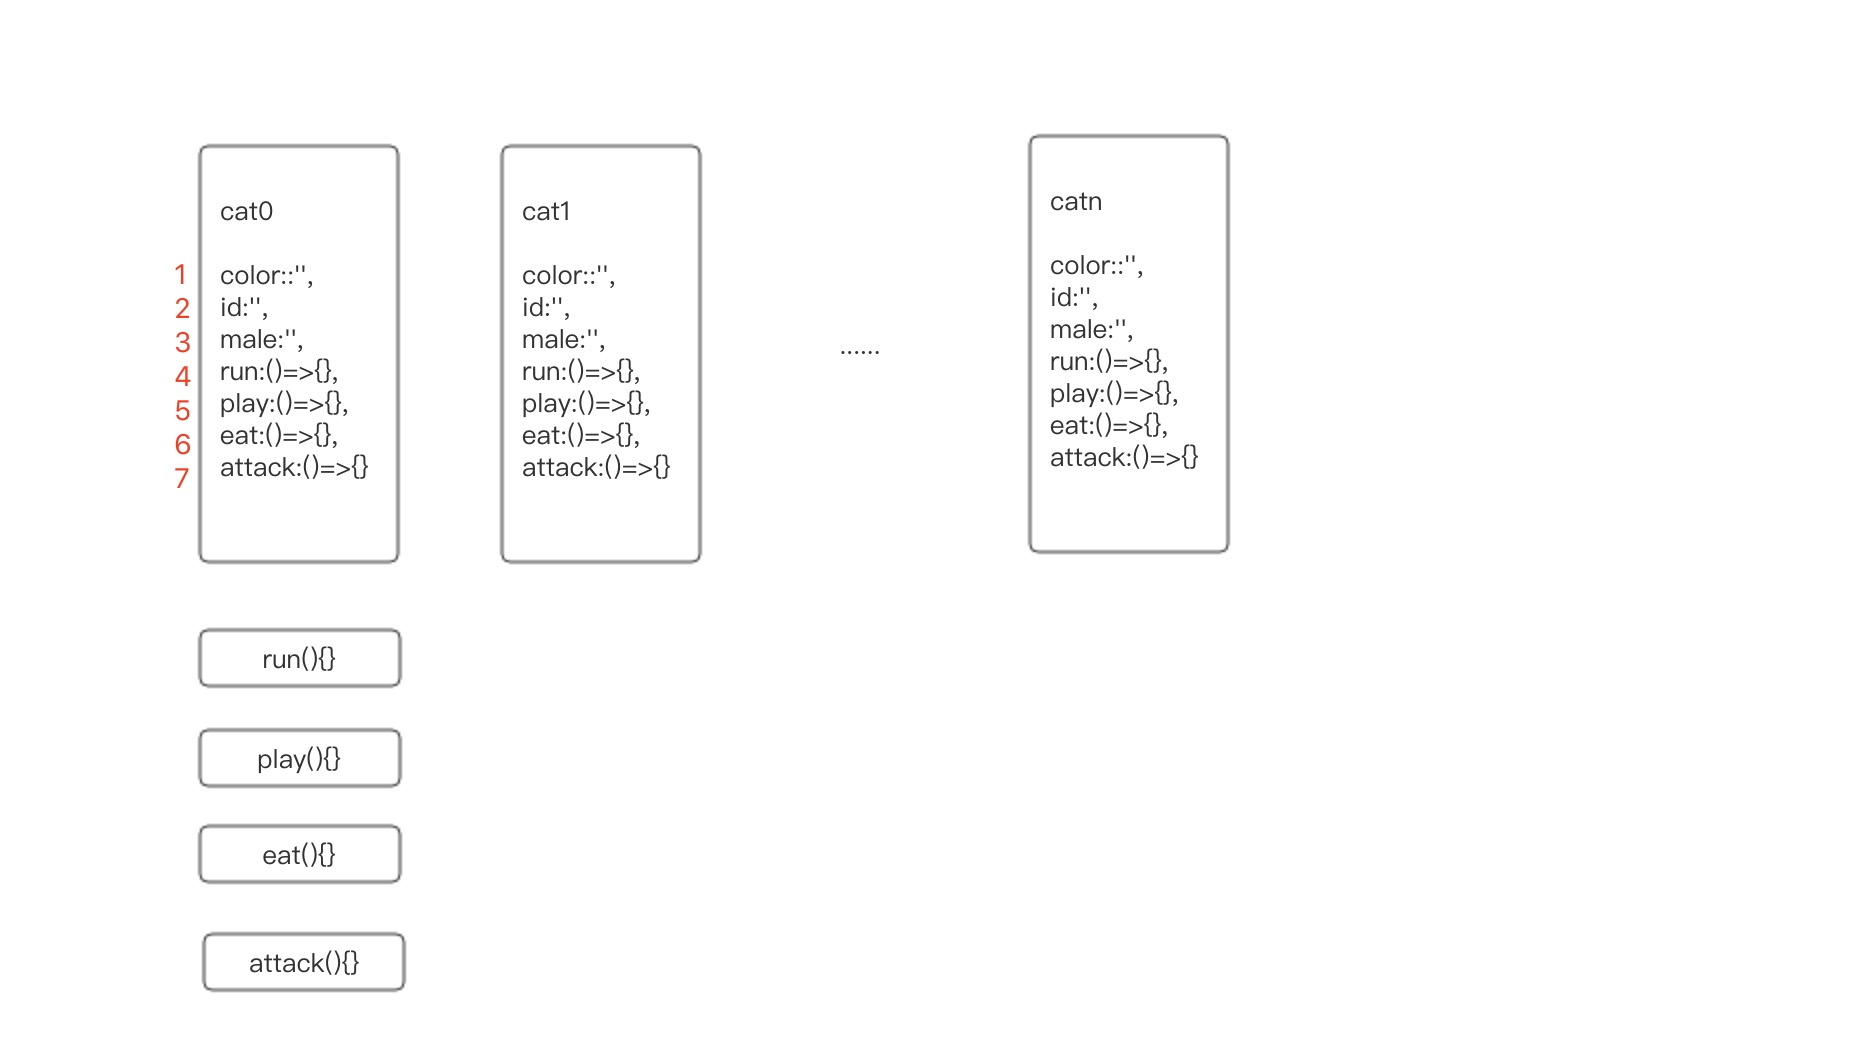 cat0
1
2
3
4
5
6
7
color::'',
id:'',
male:'',
run:()=>{},
play:()=>{},
eat:()=>{},
attack:()=>{}
cat1
color::'',
id:'',
male:'',
run:()=>{},
play:()=>{},
eat:()=>{},
attack:()=>{}
......
catn
color::'',
id:'',
male:'',
run:()=>{},
play:()=>{},
eat:()=>{},
attack:()=>{}
run(){}
play(){}
eat(){}
attack(){}